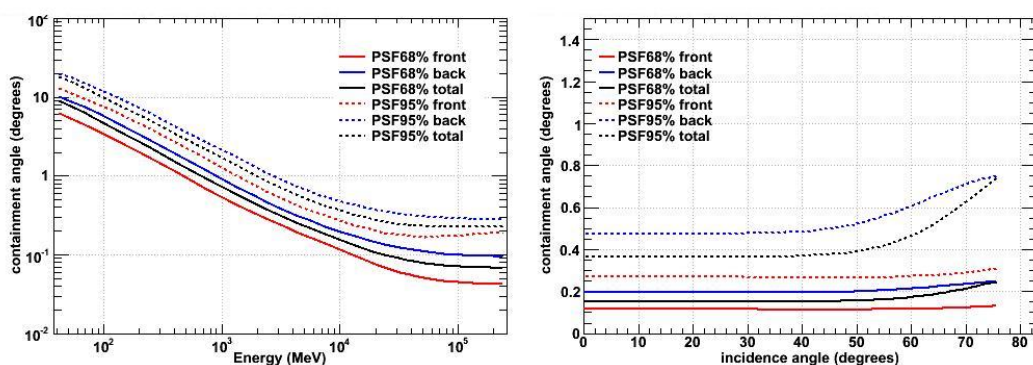 10²
10
1
10⁻¹
10⁻²
containment angle (degrees)
PSF68% front
PSF68% back
PSF68% total
PSF95% front
PSF95% back
PSF95% total
10² 10³ 10⁴ 10⁵
Energy (MeV)
1.4
1.2
1
0.8
0.6
0.4
0.2
0
containment angle (degrees)
PSF68% front
PSF68% back
PSF68% total
PSF95% front
PSF95% back
PSF95% total
0 10 20 30 40 50 60 70 80
incidence angle (degrees)